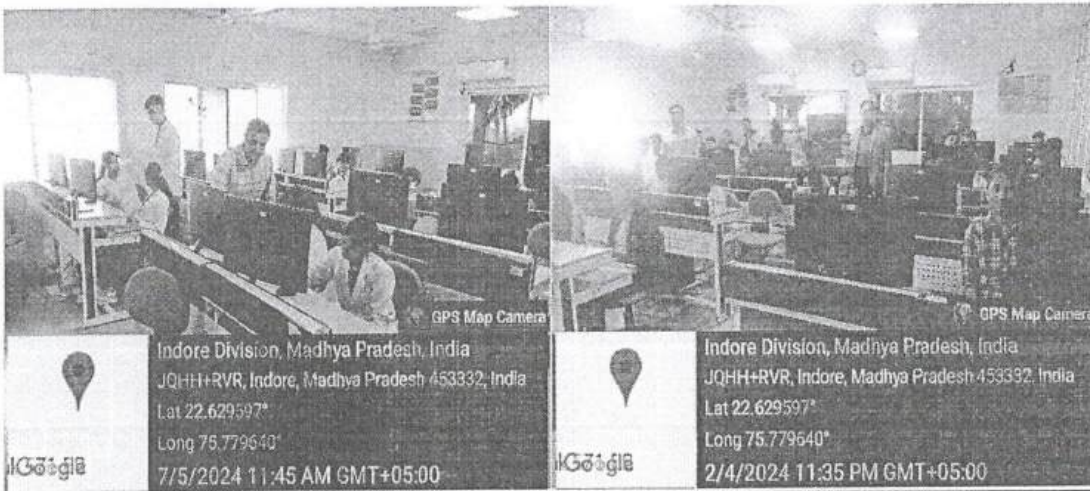 GPS Map Camera
Indore Division, Madhya Pradesh, India
JQHH+RVR, Indore, Madhya Pradesh 453332, India
Lat 22.629597°
Long 75.779640°
7/5/2024 11:45 AM GMT+05:00
GPS Map Camera
Indore Division, Madhya Pradesh, India
JQHH+RVR, Indore, Madhya Pradesh 453332, India
Lat 22.629597°
Long 75.779640°
2/4/2024 11:35 PM GMT+05:00